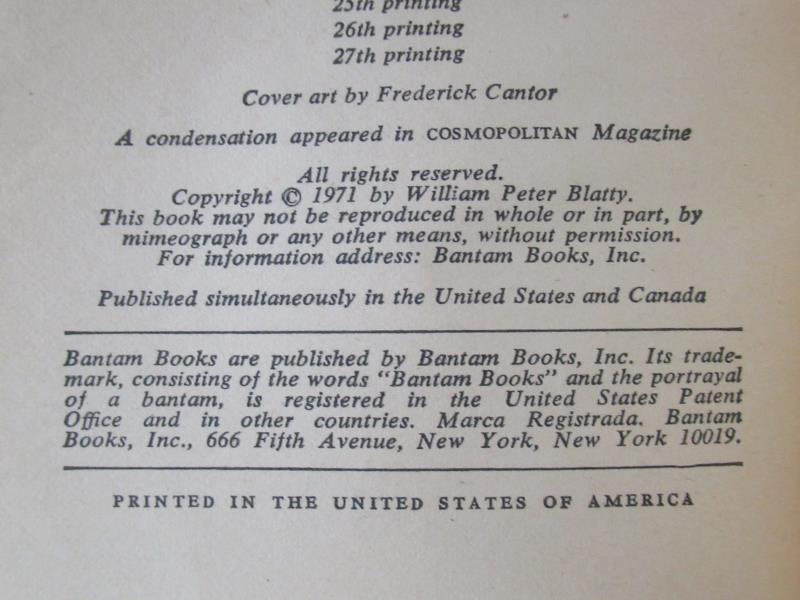 25th printing
26th printing
27th printing
Cover art by Frederick Cantor
A condensation appeared in COSMOPOLITAN Magazine
All rights reserved.
Copyright © 1971 by William Peter Blatty.
This book may not be reproduced in whole or in part, by
mimeograph or any other means, without permission.
For information address: Bantam Books, Inc.
Published simultaneously in the United States and Canada
Bantam Books are published by Bantam Books, Inc. Its trade-
mark, consisting of the words "Bantam Books" and the portrayal
of a bantam, is registered in the United States Patent
Office and in other countries. Marca Registrada. Bantam
Books, Inc., 666 Fifth Avenue, New York, New York 10019.
PRINTED IN THE UNITED STATES OF AMERICA